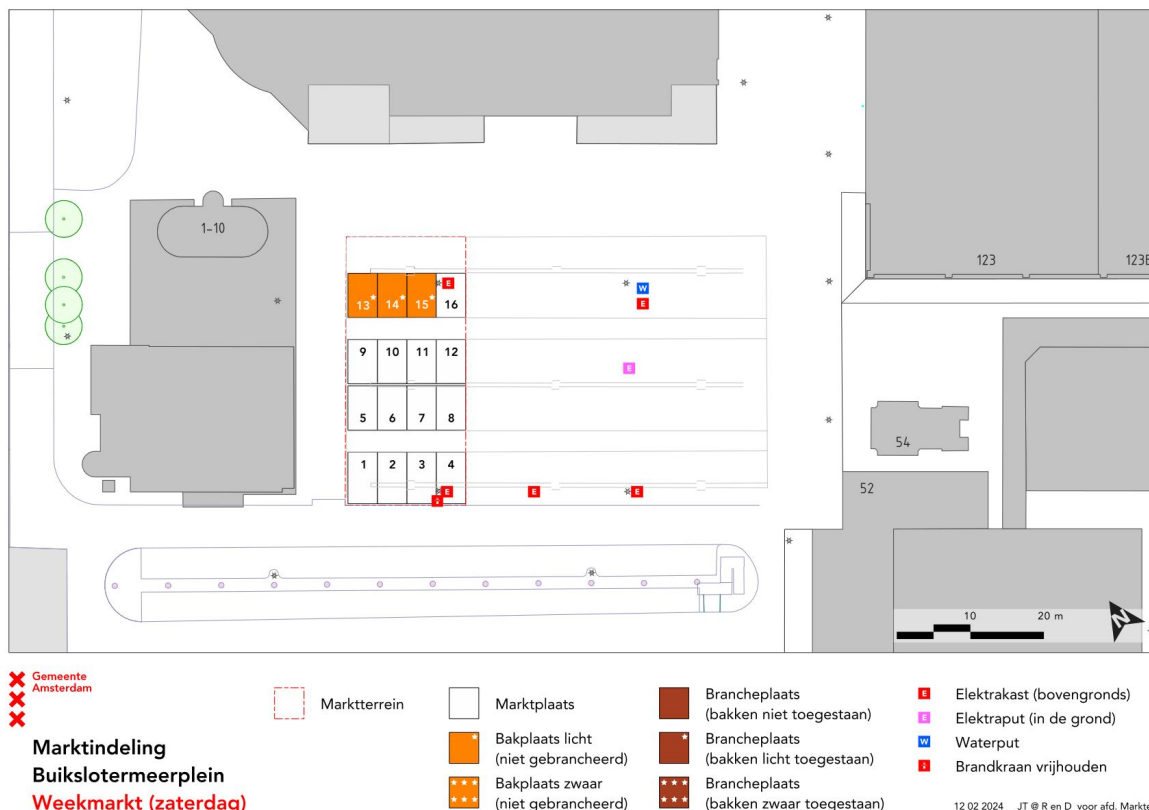 1-10
123
123E
13 14 15 16
E
W
E
9 10 11 12
E
5 6 7 8
54
1 2 3 4
E E E
52
10 20 m
N
Gemeente
Amsterdam
Marktindeling
Buikslotermeerplein
Weekmarkt (zaterdag)
Marktterrein
Marktplaats
Bakplaats licht
(niet gebrancheerd)
Bakplaats zwaar
(niet gebrancheerd)
Brancheplaats
(bakken niet toegestaan)
Brancheplaats
(bakken licht toegestaan)
Brancheplaats
(bakken zwaar toegestaan)
E Elektrakast (bovengronds)
E Elektraput (in de grond)
W Waterput
Brandkraan vrijhouden
12 02 2024 JT @ R en D voor afd. Markte